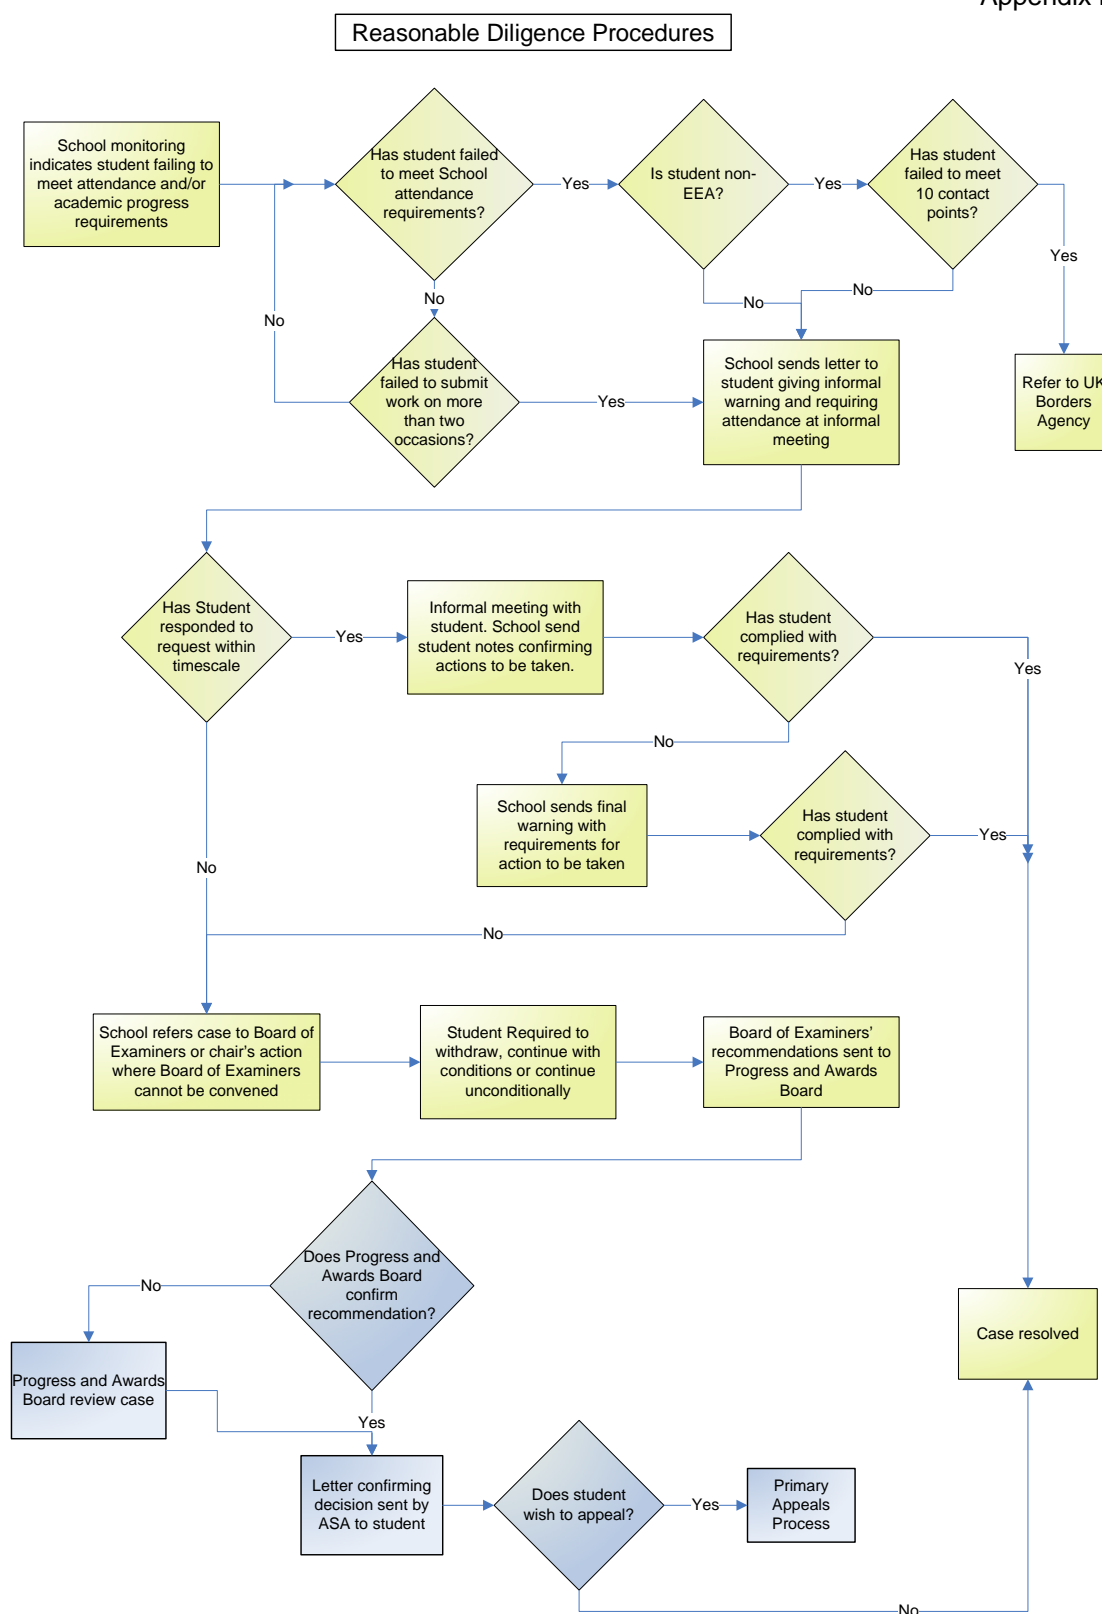 Appendix
Reasonable Diligence Procedures
School monitoring
indicates student failing to
meet attendance and/or
academic progress
requirements
Has student failed
to meet School
attendance
requirements?
Yes
Is student non-
EEA?
Yes
Has student
failed to meet
10 contact
points?
Yes
No
No
No
No
Has student
failed to submit
work on more
than two
occasions?
Yes
School sends letter to
student giving informal
warning and requiring
attendance at informal
meeting
Refer to UK
Borders
Agency
Has Student
responded to
request within
timescale
Yes
Informal meeting with
student. School send
student notes confirming
actions to be taken.
Has student
complied with
requirements?
Yes
No
School sends final
warning with
requirements for
action to be taken
Has student
complied with
requirements?
Yes
No
No
School refers case to Board of
Examiners or chair's action
where Board of Examiners
cannot be convened
Student Required to
withdraw, continue with
conditions or continue
unconditionally
Board of Examiners'
recommendations sent to
Progress and Awards
Board
Does Progress and
Awards Board
confirm
recommendation?
No
Progress and Awards
Board review case
Yes
Case resolved
Letter confirming
decision sent by
ASA to student
Does student
wish to appeal?
Yes
Primary
Appeals
Process
No